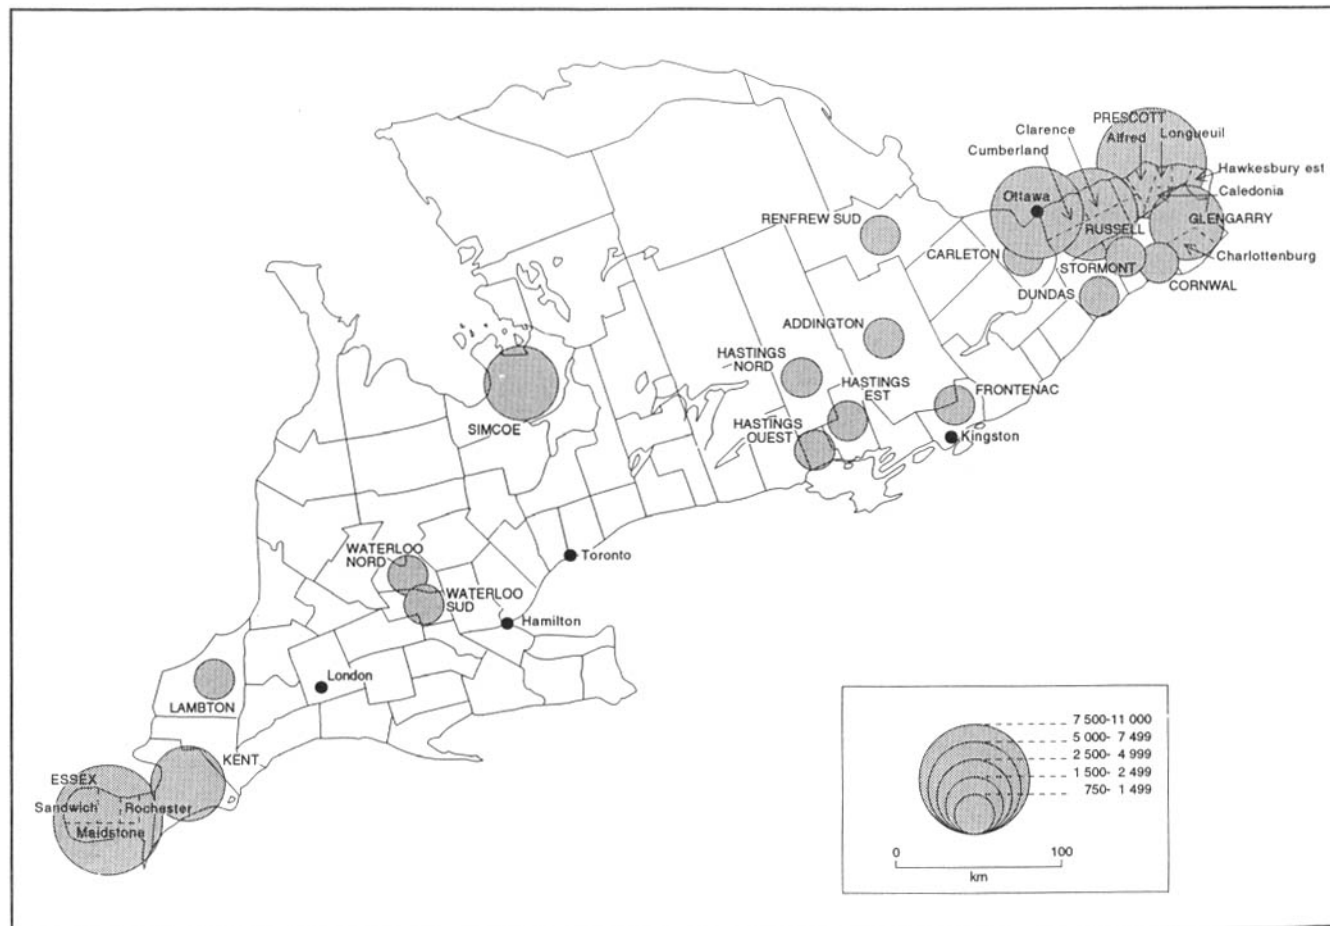 PRESCOTT
Clarence
Alfred
Longueuil
Cumberland
Hawkesbury est
Caledonia
Ottawa
GLENGARRY
RENFREW SUD
RUSSELL
CARLETON
STORMONT
Charlottenburg
CORNWAL
DUNDAS
ADDINGTON
HASTINGS
NORD
HASTINGS
EST
FRONTENAC
HASTINGS
OUEST
Kingston
SIMCOE
WATERLOO
NORD
Toronto
WATERLOO
SUD
Hamilton
London
LAMBTON
KENT
ESSEX
Sandwich
Rochester
Maidstone
7 500-11 000
5 000- 7 499
2 500- 4 999
1 500- 2 499
750- 1 499
0 100
km